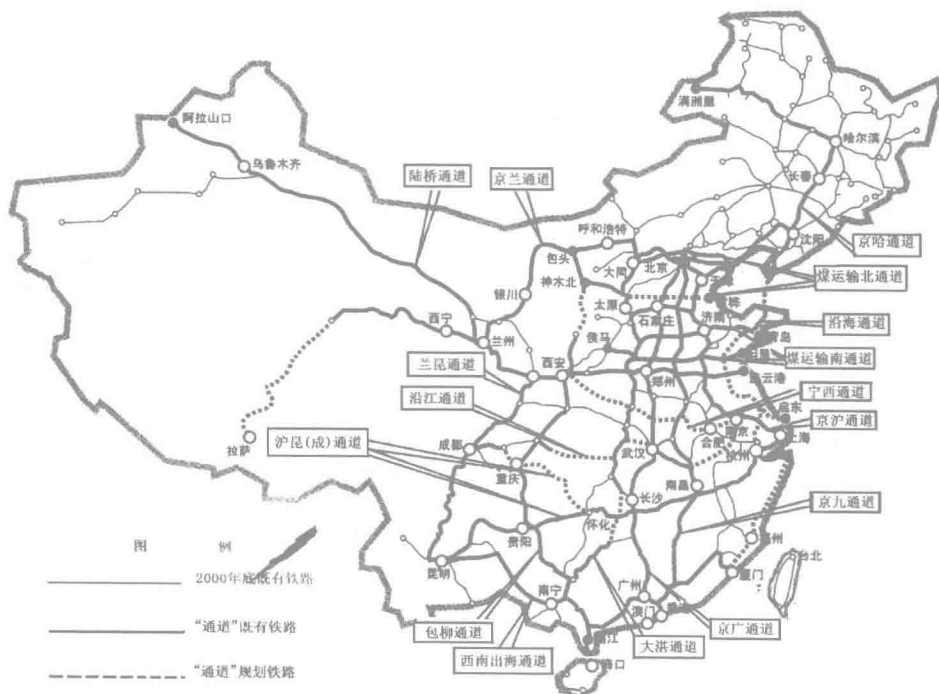 满洲里
阿拉山口
哈尔滨
乌鲁木齐
长春
陆桥通道
京兰通道
呼和浩特
沈阳
京哈通道
包头
大同
北京
神木北
煤运输北通道
银川
太原
石家庄
济南
西宁
沿海通道
兰州
侯马
兰昆通道
西安
郑州
煤运输南通道
连云港
沿江通道
宁西通道
启东
京沪通道
拉萨
沪昆(成)通道
成都
武汉
合肥
南京
上海
杭州
重庆
南昌
长沙
京九通道
怀化
贵阳
福州
台北
昆明
厦门
南宁
广州
澳门
包柳通道
大湛通道
京广通道
西南出海通道
湛江
海口
图 例
2000年底既有铁路
“通道”既有铁路
“通道”规划铁路